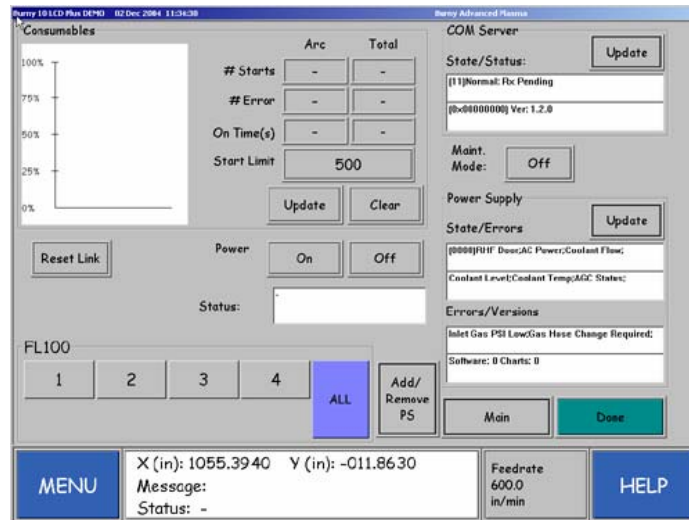 Burny 10 LCD Plus DEMO 02 Dec 2004 11:36:30 Burny Advanced Plasma
Consumables
100%
75%
50%
25%
0%
Arc Total
# Starts - -
# Error - -
On Time(s) - -
Start Limit 500
Update Clear
COM Server
State/Status: Update
(11)Normal: Rx Pending
(0x00000000) Ver: 1.2.0
Maint.
Mode: Off
Power Supply
State/Errors Update
(0000)RHF Door;AC Power;Coolant Flow;
Coolant Level;Coolant Temp;AGC Status;
Errors/Versions
Inlet Gas PSI Low;Gas Hose Change Required;
Software: 0 Charts: 0
Reset Link
Power On Off
Status: -
FL100
1 2 3 4 ALL
Add/
Remove
PS
Main Done
MENU
X (in): 1055.3940 Y (in): -011.8630
Message:
Status: -
Feedrate
600.0
in/min
HELP